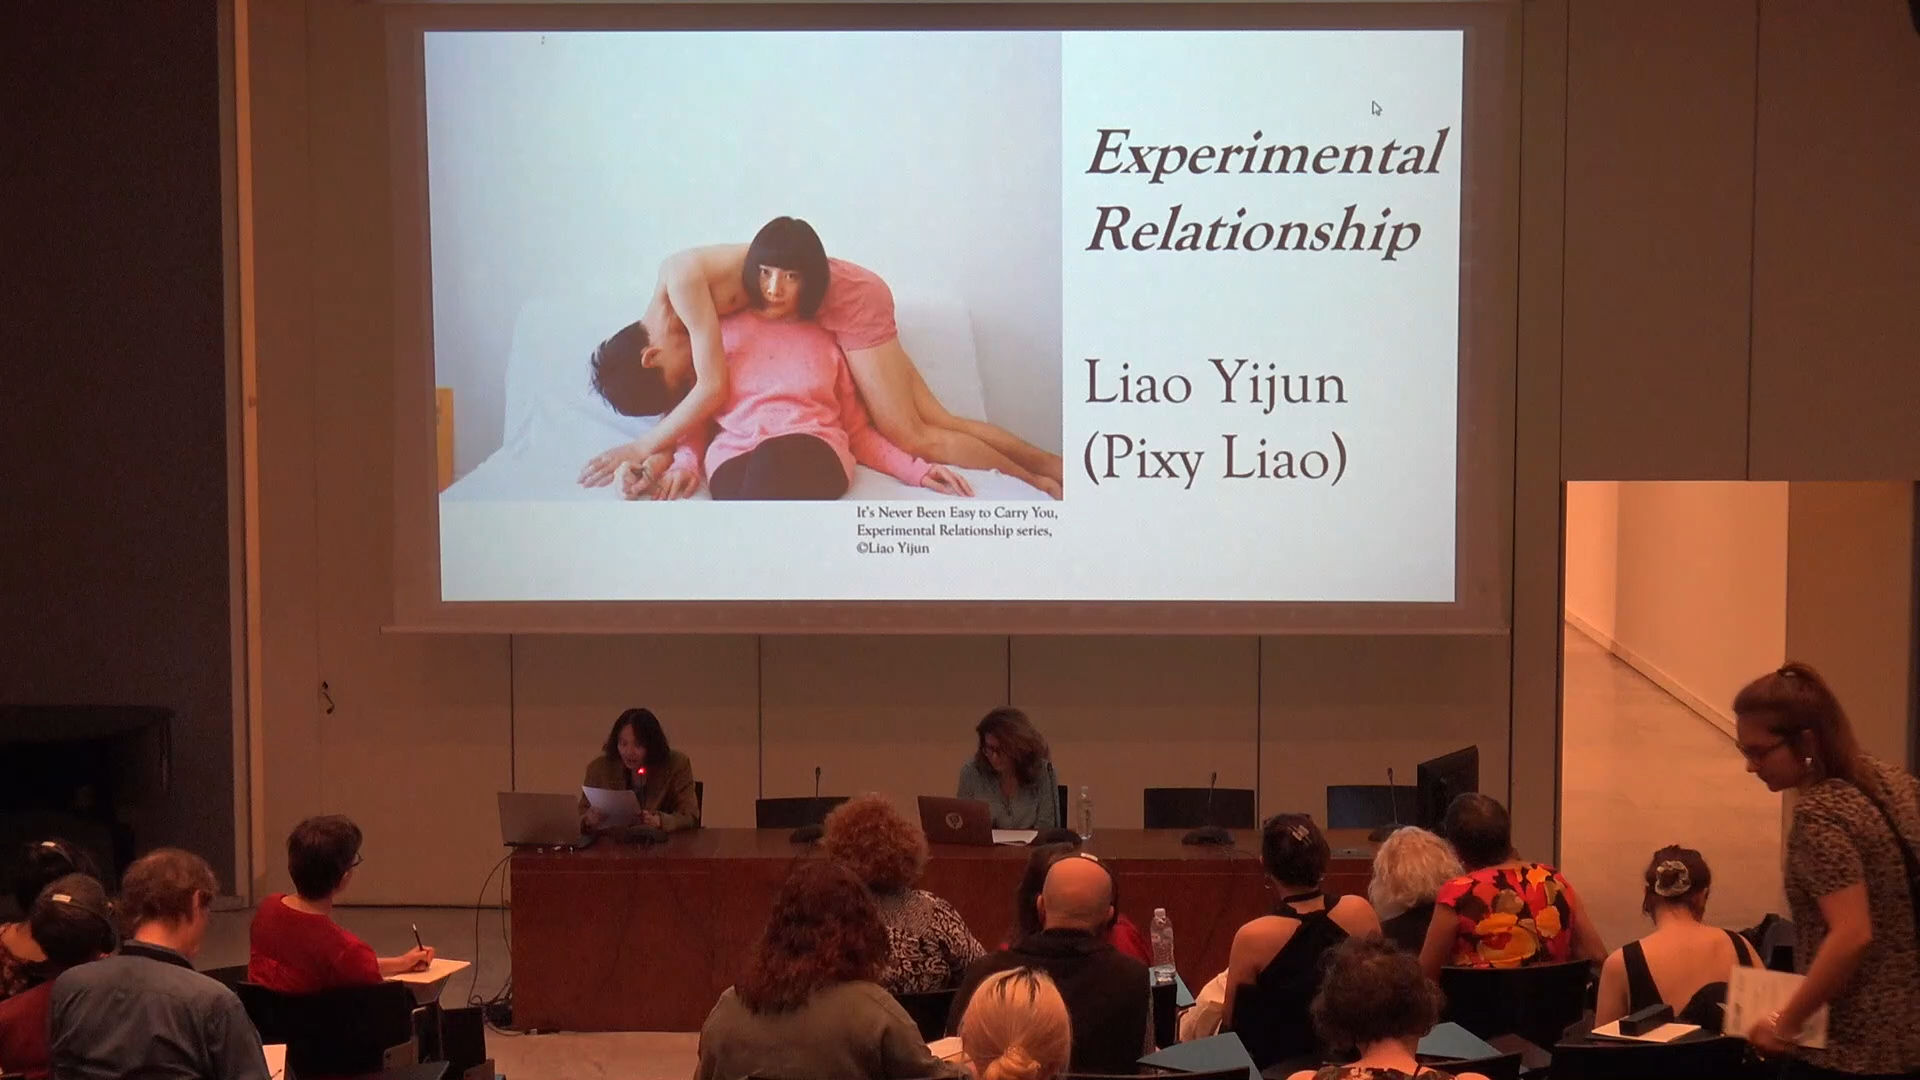 Experimental
Relationship
Liao Yijun
(Pixy Liao)
It's Never Been Easy to Carry You,
Experimental Relationship series,
©Liao Yijun